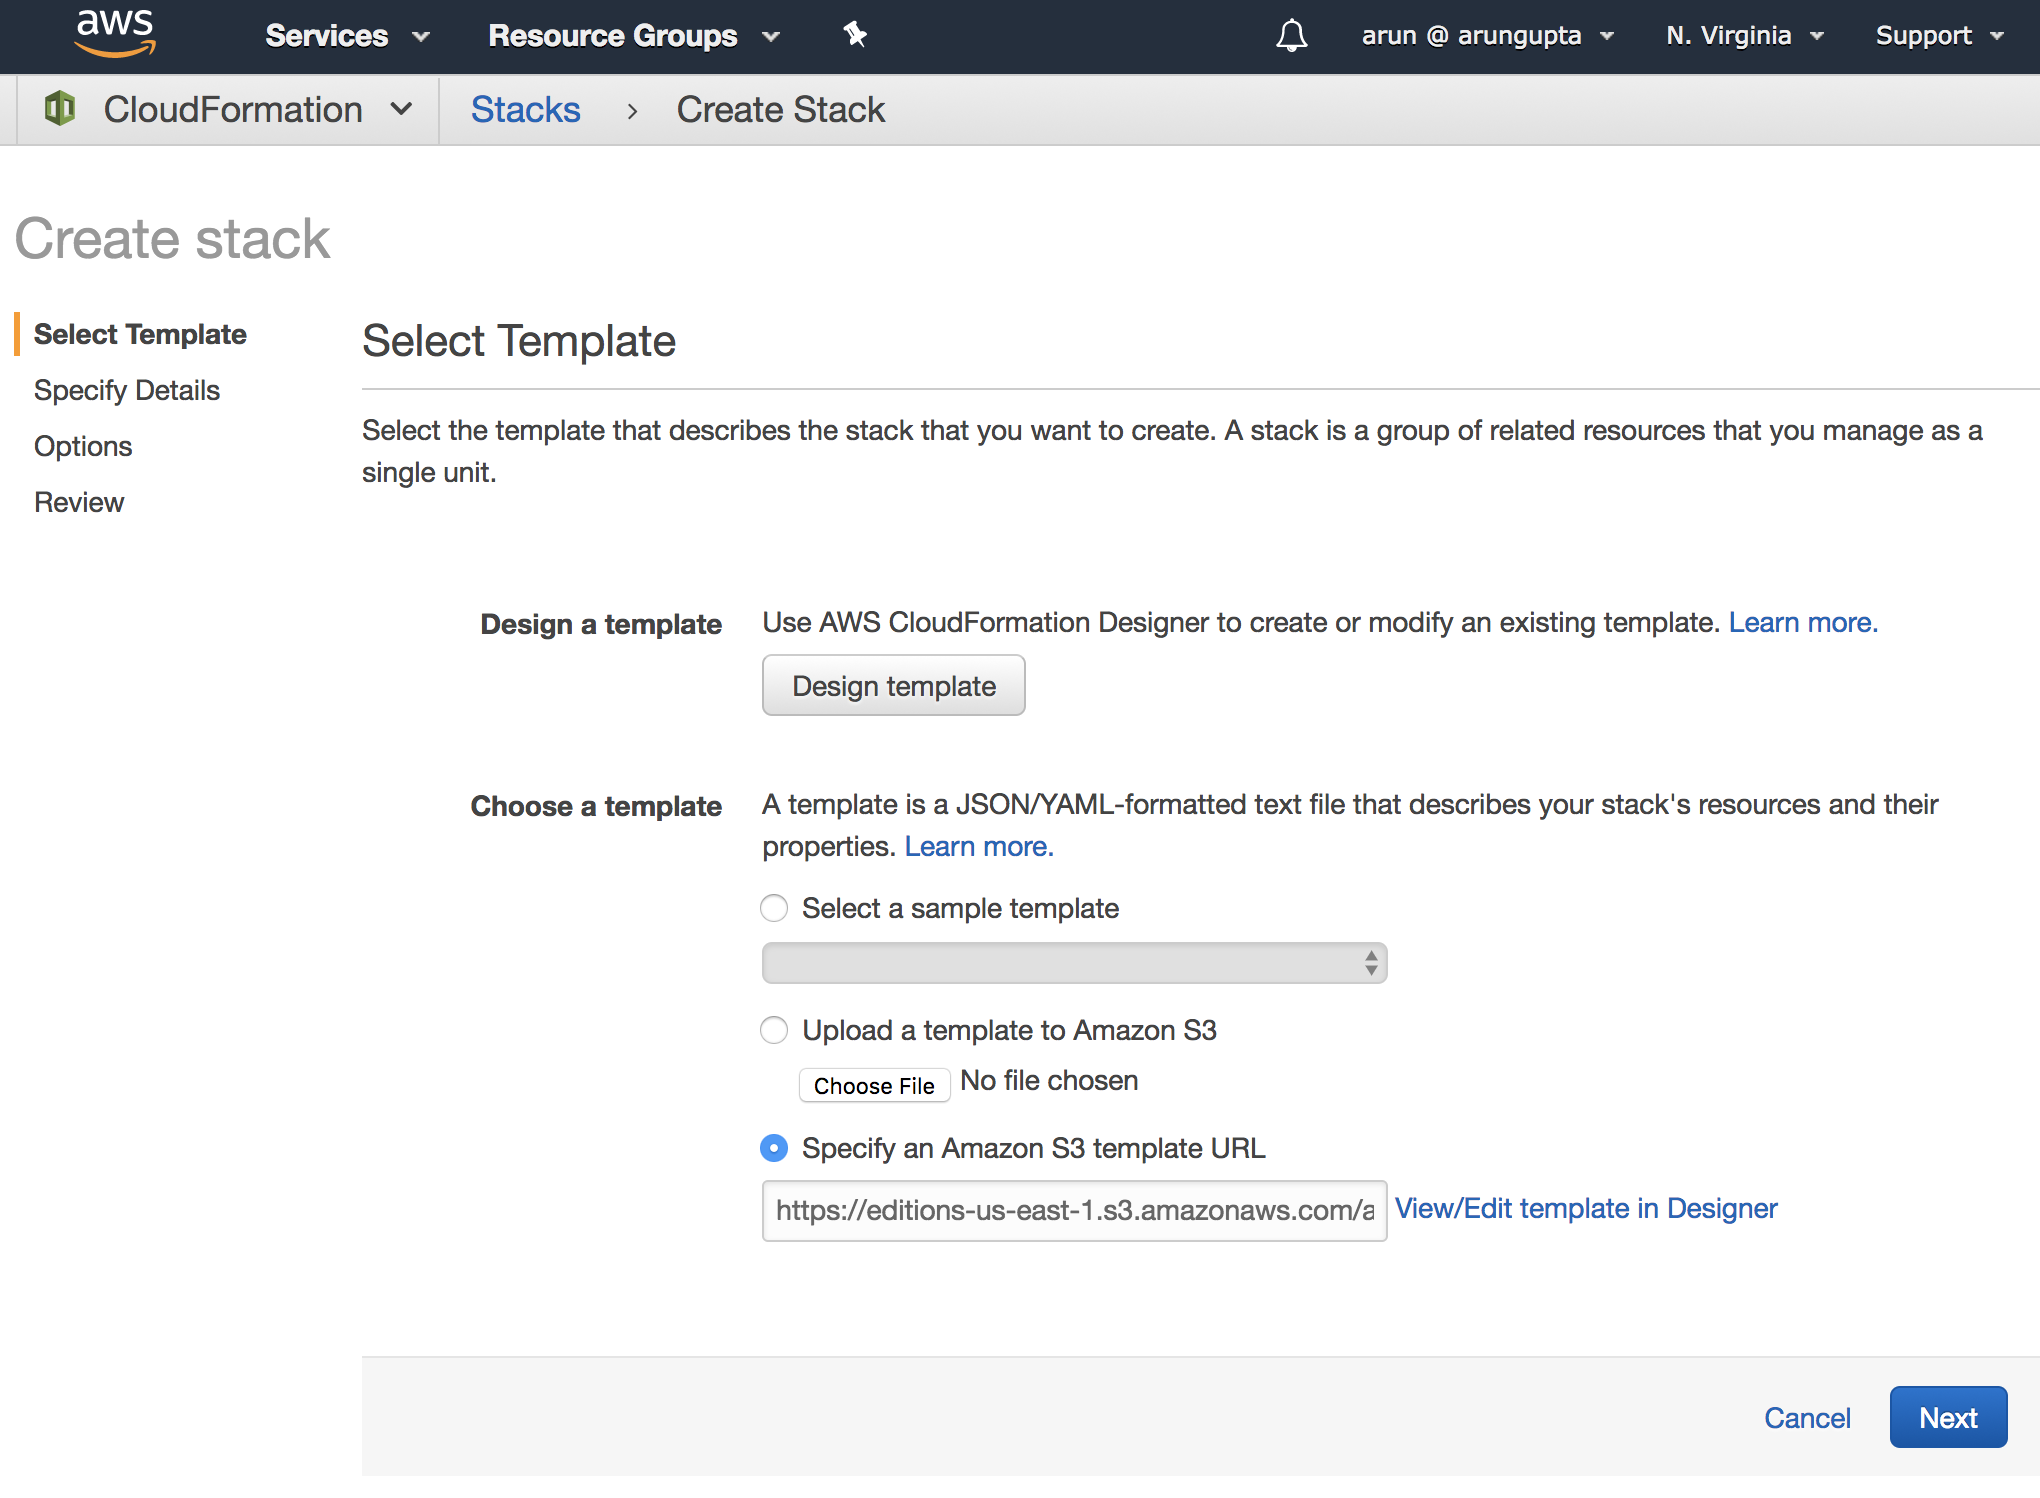 aws Services Resource Groups arun @ arungupta N. Virginia Support
CloudFormation Stacks › Create Stack
Create stack
Select Template
Specify Details
Options
Review
Select Template
Select the template that describes the stack that you want to create. A stack is a group of related resources that you manage as a
single unit.
Design a template Use AWS CloudFormation Designer to create or modify an existing template. Learn more.
Design template
Choose a template A template is a JSON/YAML-formatted text file that describes your stack's resources and their
properties. Learn more.
Select a sample template
Upload a template to Amazon S3
Choose File No file chosen
Specify an Amazon S3 template URL
https://editions-us-east-1.s3.amazonaws.com/a View/Edit template in Designer
Cancel Next